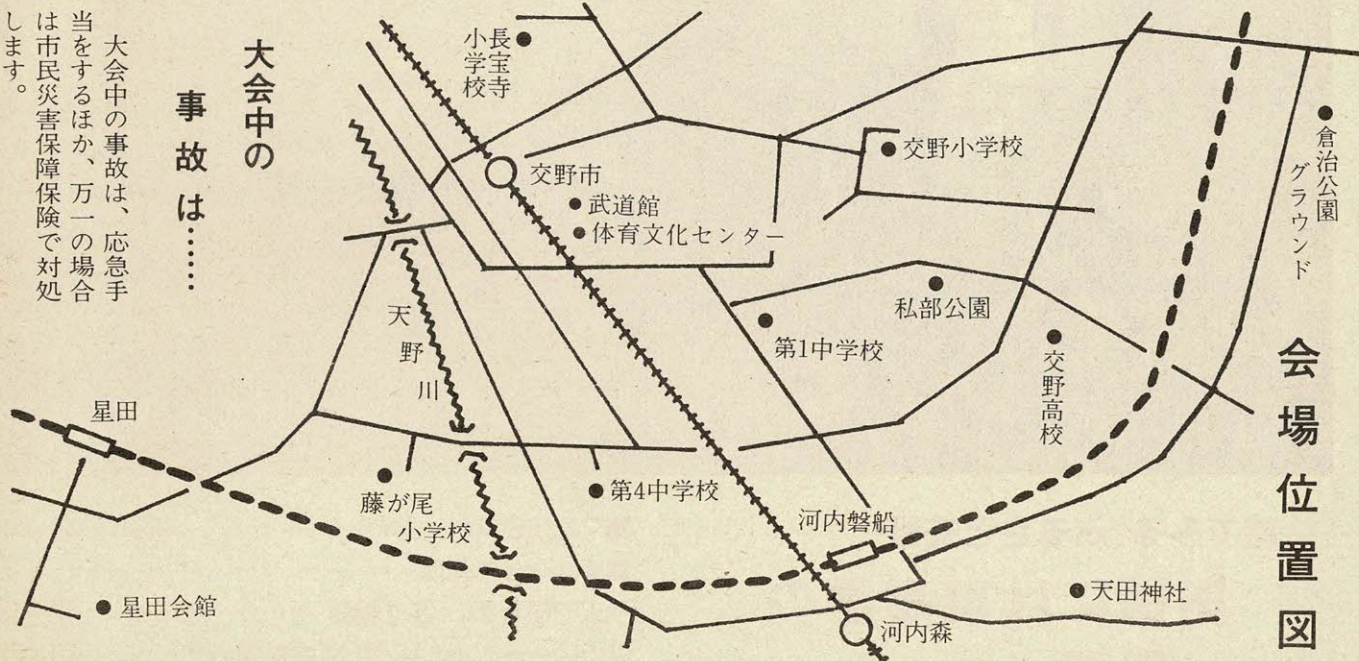 会場位置図
倉治公園
グラウンド
長宝寺
小学校
交野市
武道館
体育文化センター
交野小学校
私部公園
第1中学校
交野高校
天野川
星田
藤が尾
小学校
第4中学校
河内磐船
星田会館
天田神社
河内森
大会中の
事故は……
大会中の事故は、応急手
当をするほか、万一の場合
は市民災害保障保険で対処
します。